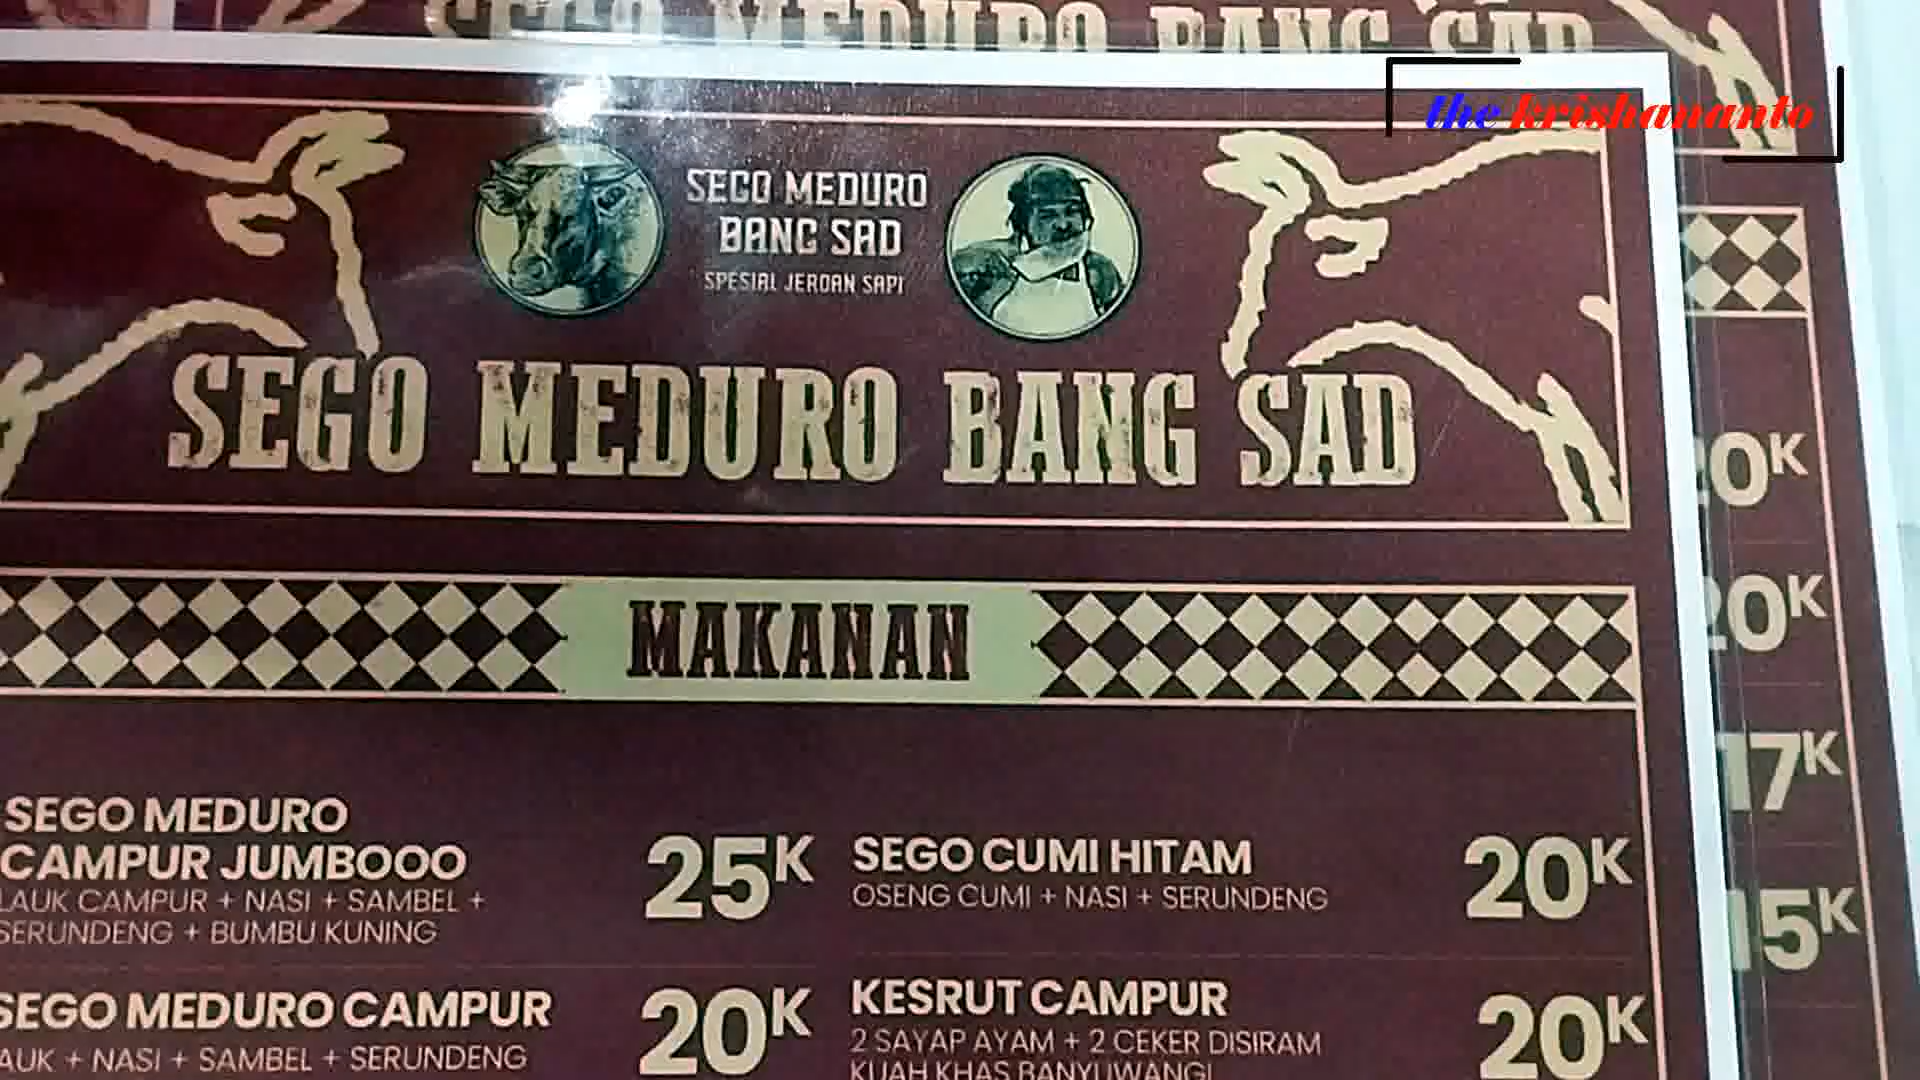 SEGO MEDURO BANG SAD
the krishananto
SEGO MEDURO
BANG SAD
SPESIAL JEROAN SAPI
SEGO MEDURO BANG SAD
MAKANAN
SEGO MEDURO
CAMPUR JUMBOOO
LAUK CAMPUR + NASI + SAMBEL +
SERUNDENG + BUMBU KUNING
25K
SEGO CUMI HITAM
OSENG CUMI + NASI + SERUNDENG
20K
SEGO MEDURO CAMPUR
LAUK + NASI + SAMBEL + SERUNDENG
20K
KESRUT CAMPUR
2 SAYAP AYAM + 2 CEKER DISIRAM
KUAH KHAS BANYUWANGI
20K
20K
20K
17K
15K